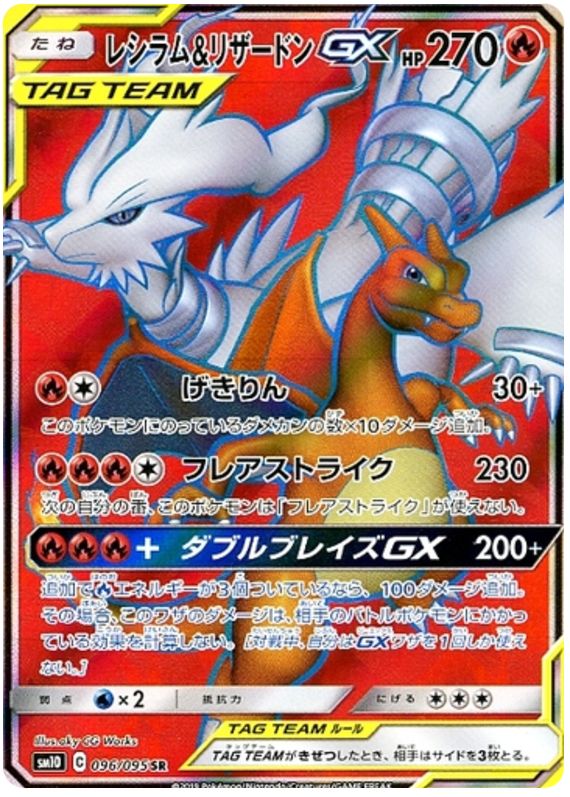 たね レシラム&リザードンGX HP270
TAG TEAM
げきりん 30+
このポケモンにのっているダメカンの数×10ダメージ追加。
フレアストライク 230
次の自分の番、このポケモンは「フレアストライク」が使えない。
+ ダブルブレイズGX 200+
追加でエネルギーが3個ついているなら、100ダメージ追加。
その場合、このワザのダメージは、相手のバトルポケモンにかかっ
ている効果を計算しない。[対戦中、自分はGXワザを1回しか使え
ない。]
弱点 ×2 抵抗力 にげる
Illus. aky CG Works
TAG TEAM ルール
sm10 C 096/095 SR
TAG TEAMがきぜつしたとき、相手はサイドを3枚とる。
©2019 Pokémon/Nintendo/Creatures/GAME FREAK